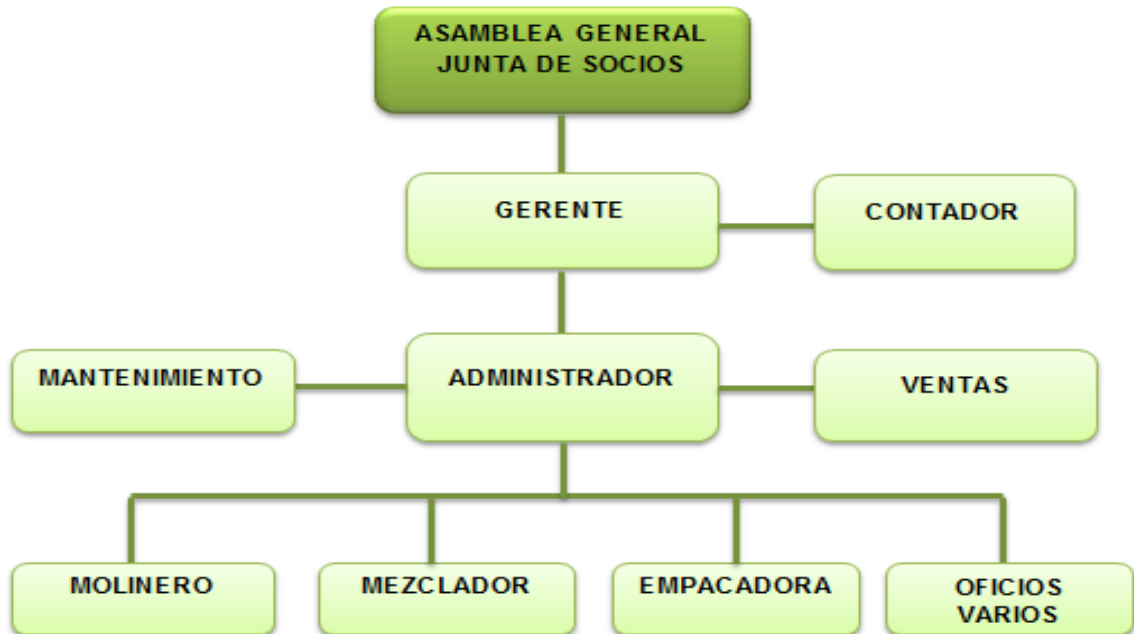 ASAMBLEA GENERAL
JUNTA DE SOCIOS
GERENTE
CONTADOR
MANTENIMIENTO
ADMINISTRADOR
VENTAS
MOLINERO
MEZCLADOR
EMPACADORA
OFICIOS
VARIOS